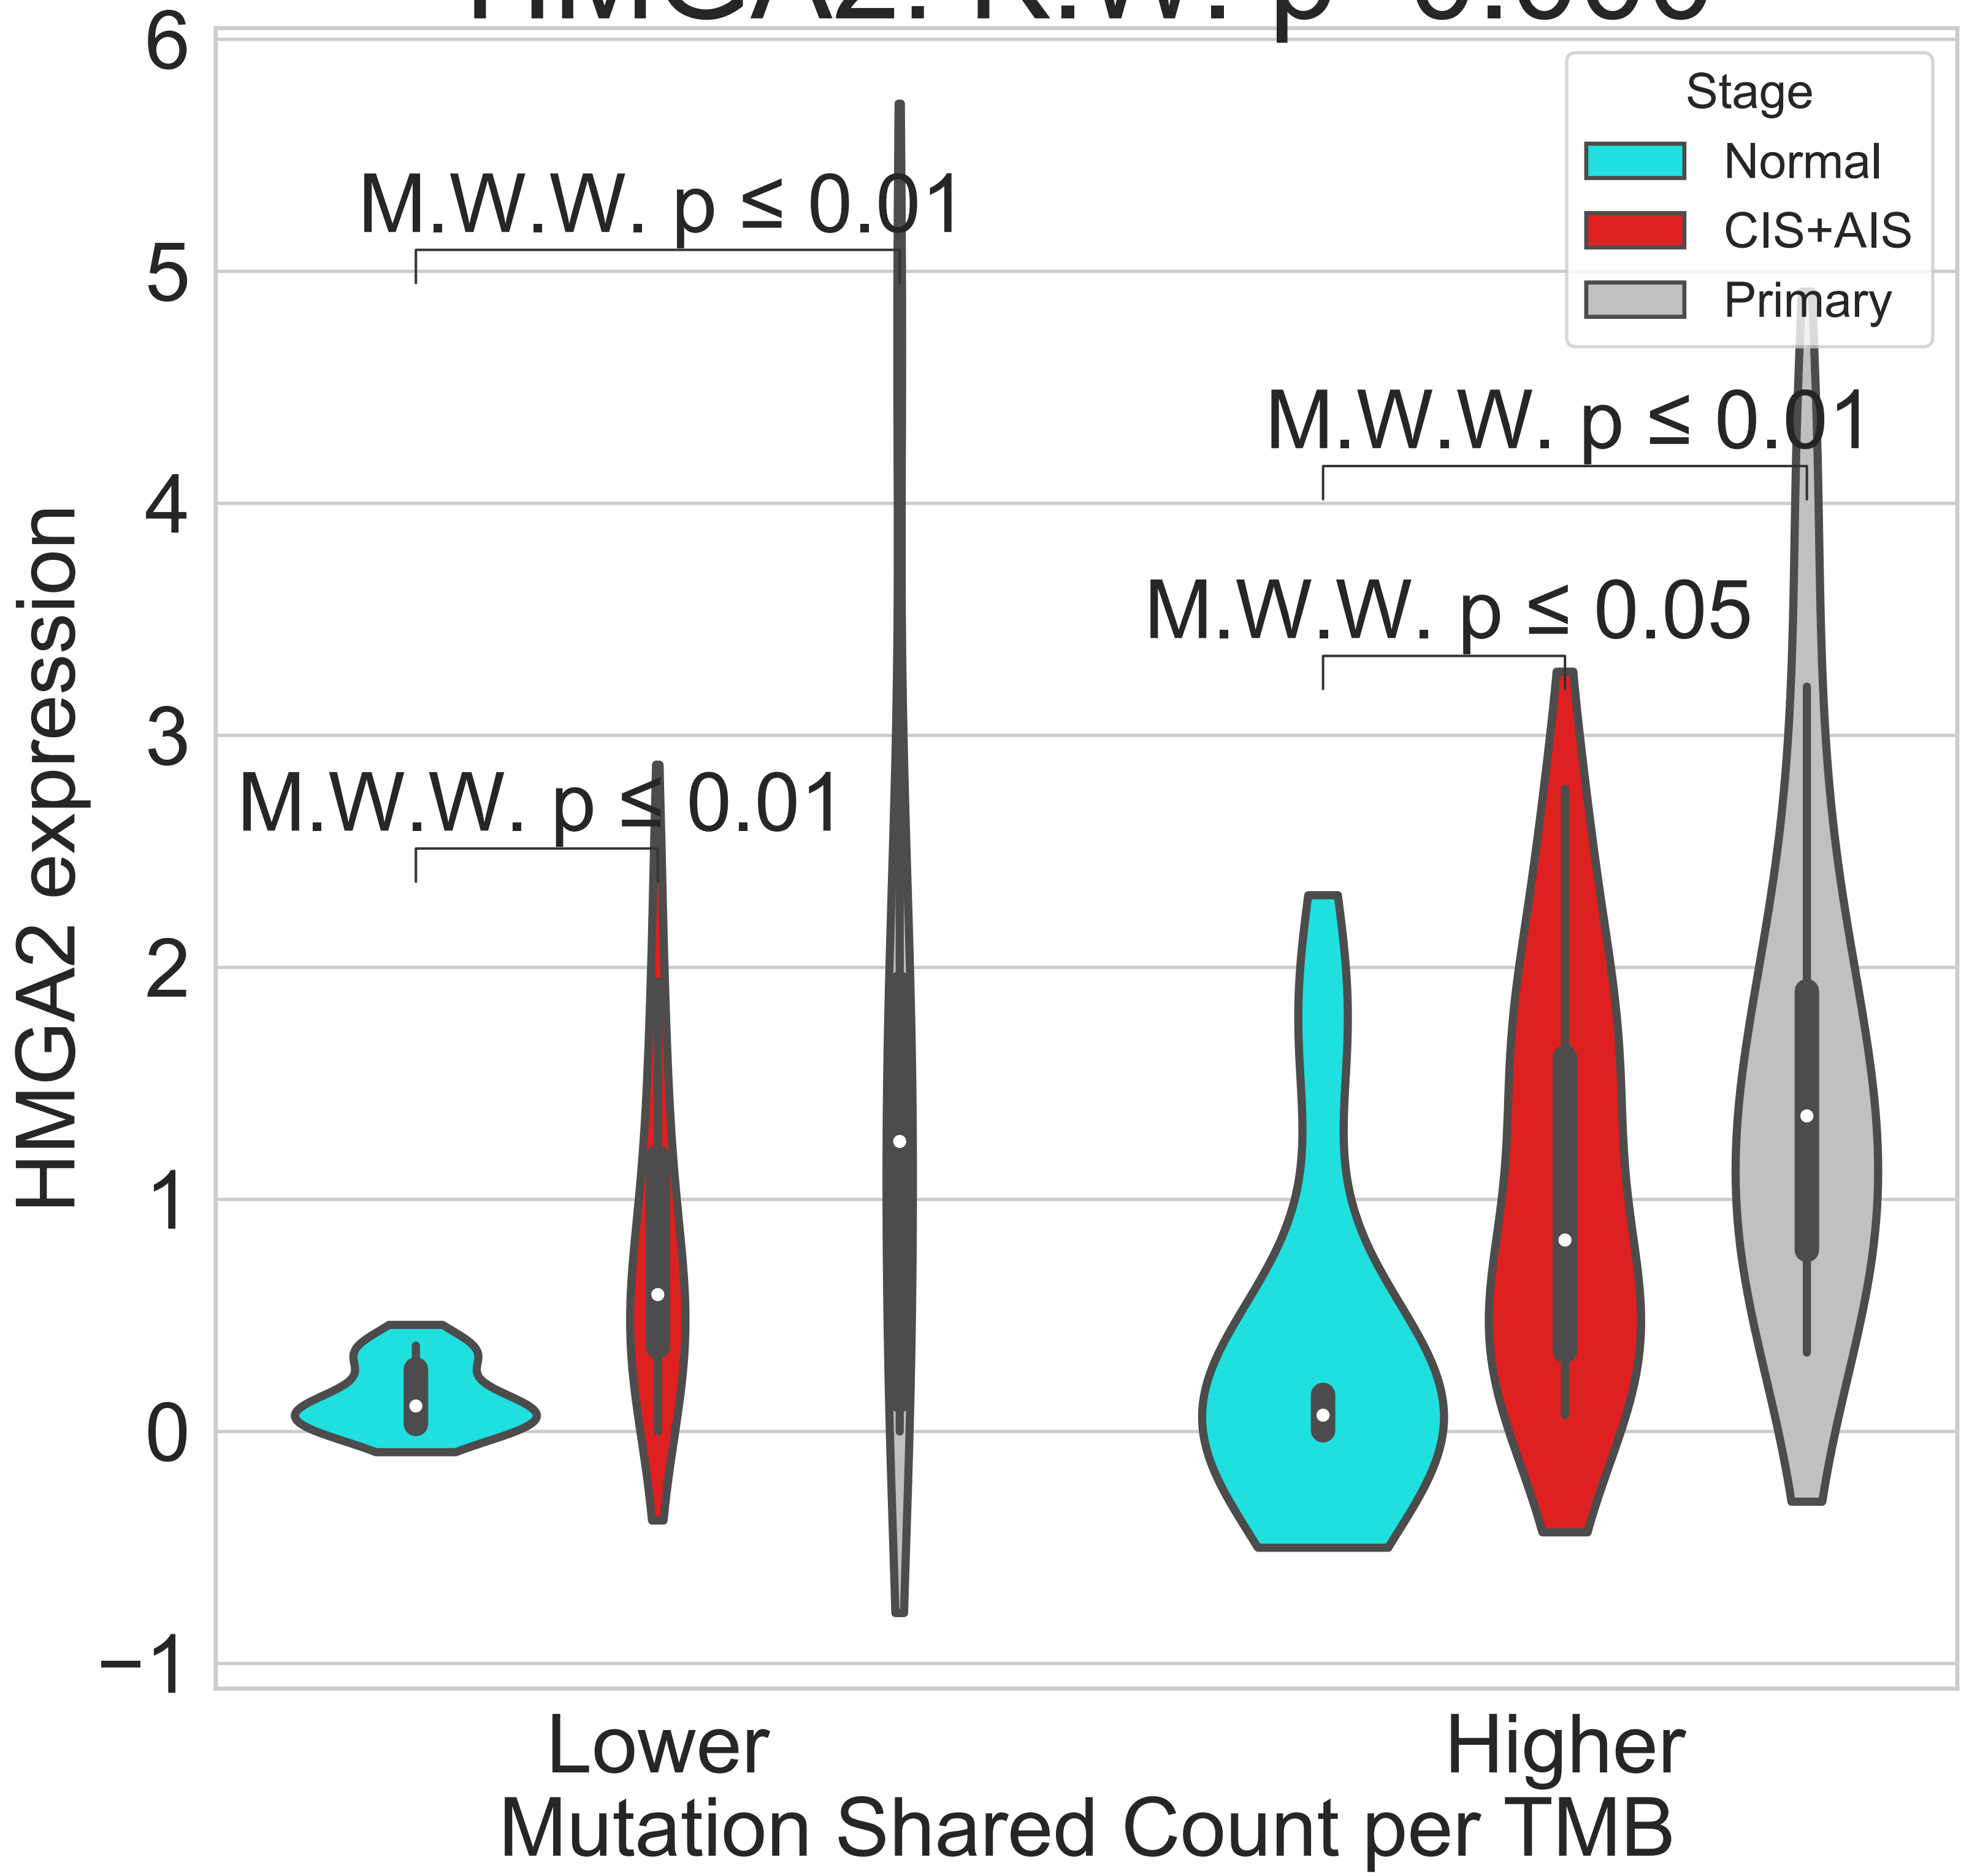 6
5
4
3
2
1
0
−1
HMGA2 expression
M.W.W. p ≤ 0.01
M.W.W. p ≤ 0.01
M.W.W. p ≤ 0.01
M.W.W. p ≤ 0.05
Stage
Normal
CIS+AIS
Primary
Lower
Higher
Mutation Shared Count per TMB